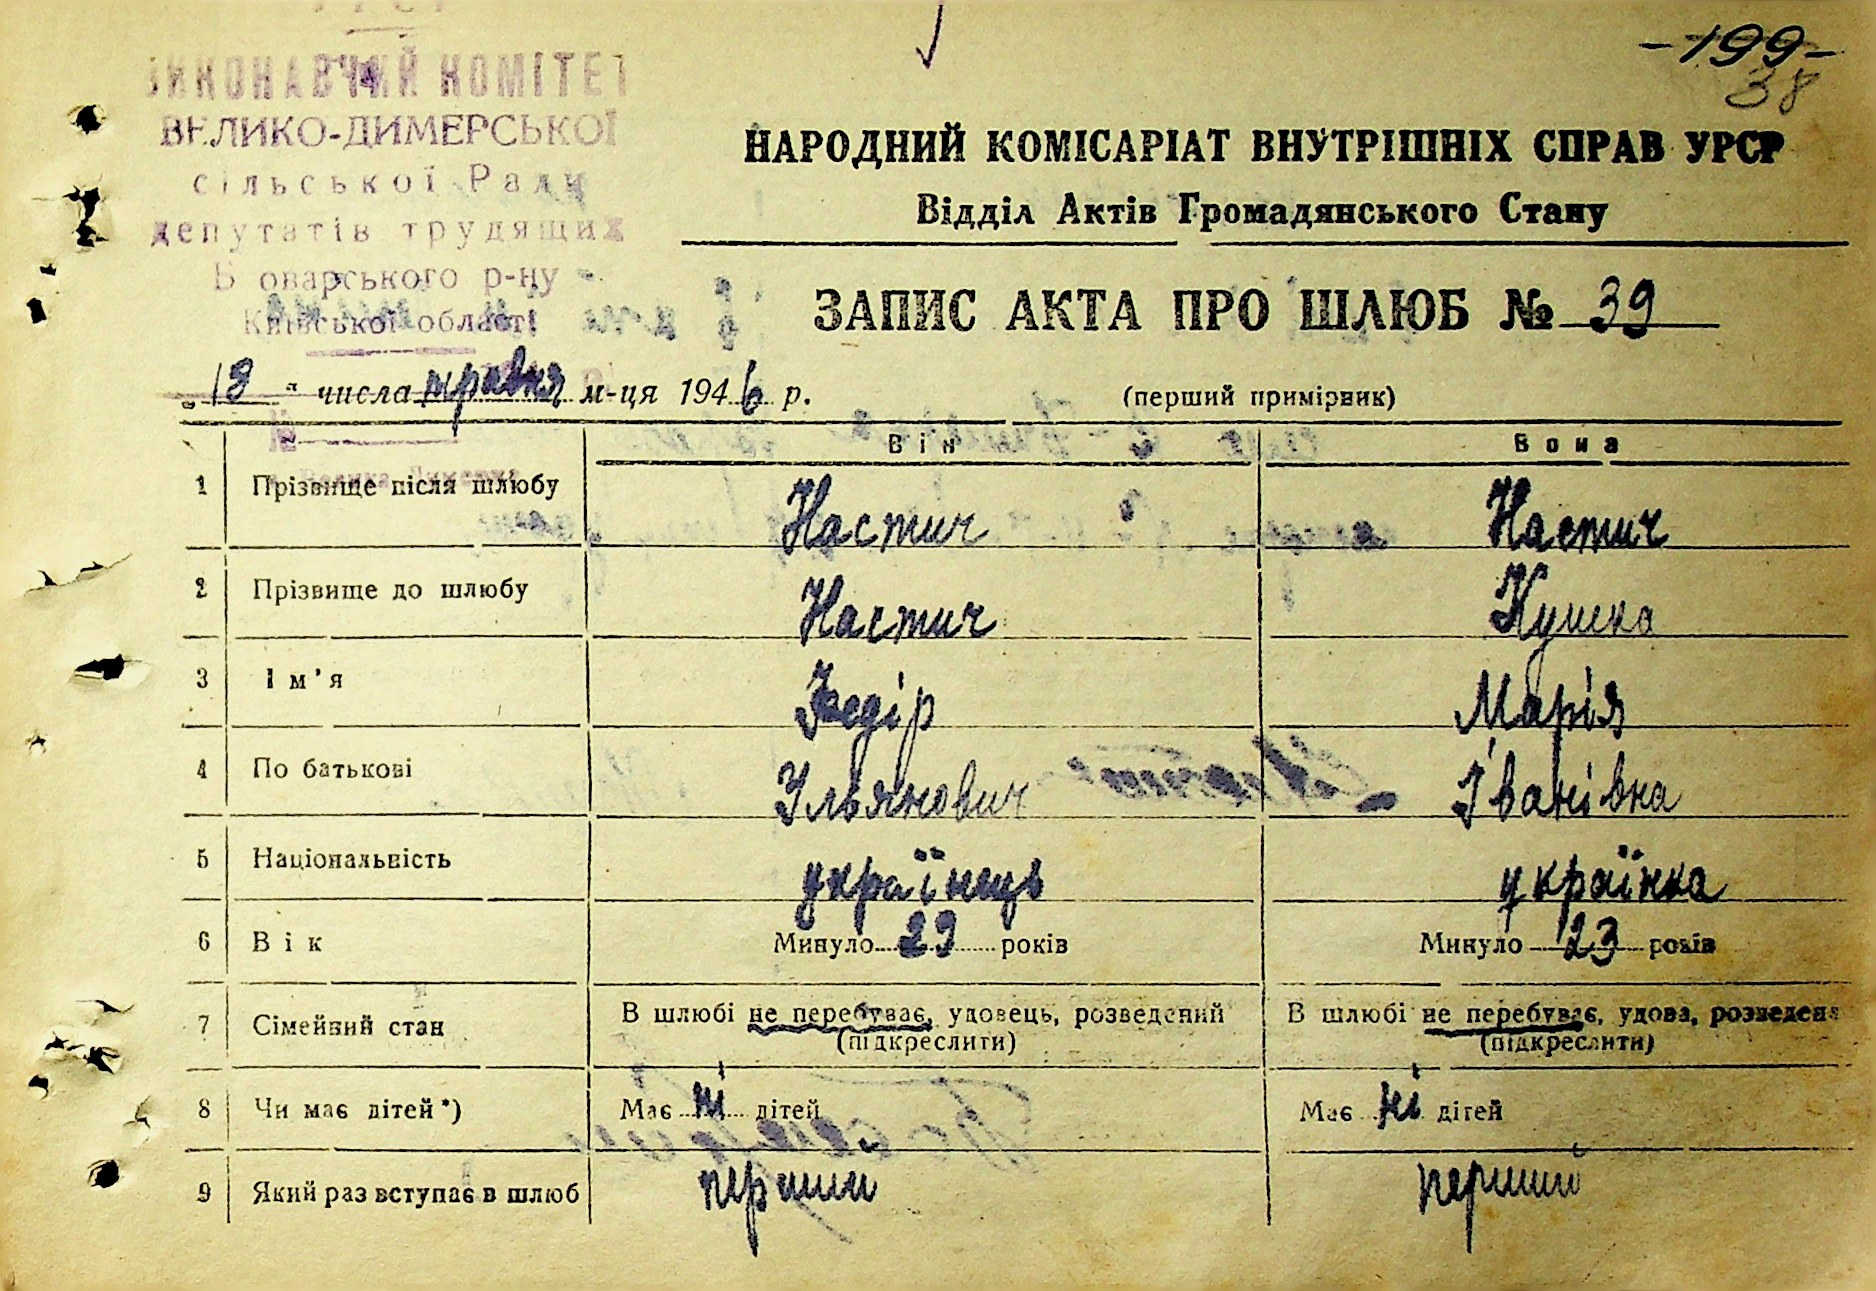 УРСР
ВИКОНАВЧИЙ КОМІТЕТ
ВЕЛИКО-ДИМЕРСЬКОЇ
сільської Ради
депутатів трудящих
Б оварського р-ну
Київської області
№
-199-
38
НАРОДНИЙ КОМІСАРІАТ ВНУТРІШНІХ СПРАВ УРСР
Відділ Актів Громадянського Стану
ЗАПИС АКТА ПРО ШЛЮБ № 39
„18" числа травня м-ця 1946 р. (перший примірник)
Він Вона
1 Прізвище після шлюбу Настич Настич
2 Прізвище до шлюбу Настич Кушка
3 Ім'я Федір Марія
4 По батькові Ільянович Іванівна
5 Національність українець українка
6 Вік Минуло 29 років Минуло 23 років
7 Сімейний стан В шлюбі не перебуває, удовець, розведений В шлюбі не перебуває, удова, розведена
(підкреслити) (підкреслити)
8 Чи має дітей*) Має ні дітей Має ні дітей
9 Який раз вступає в шлюб перший перший